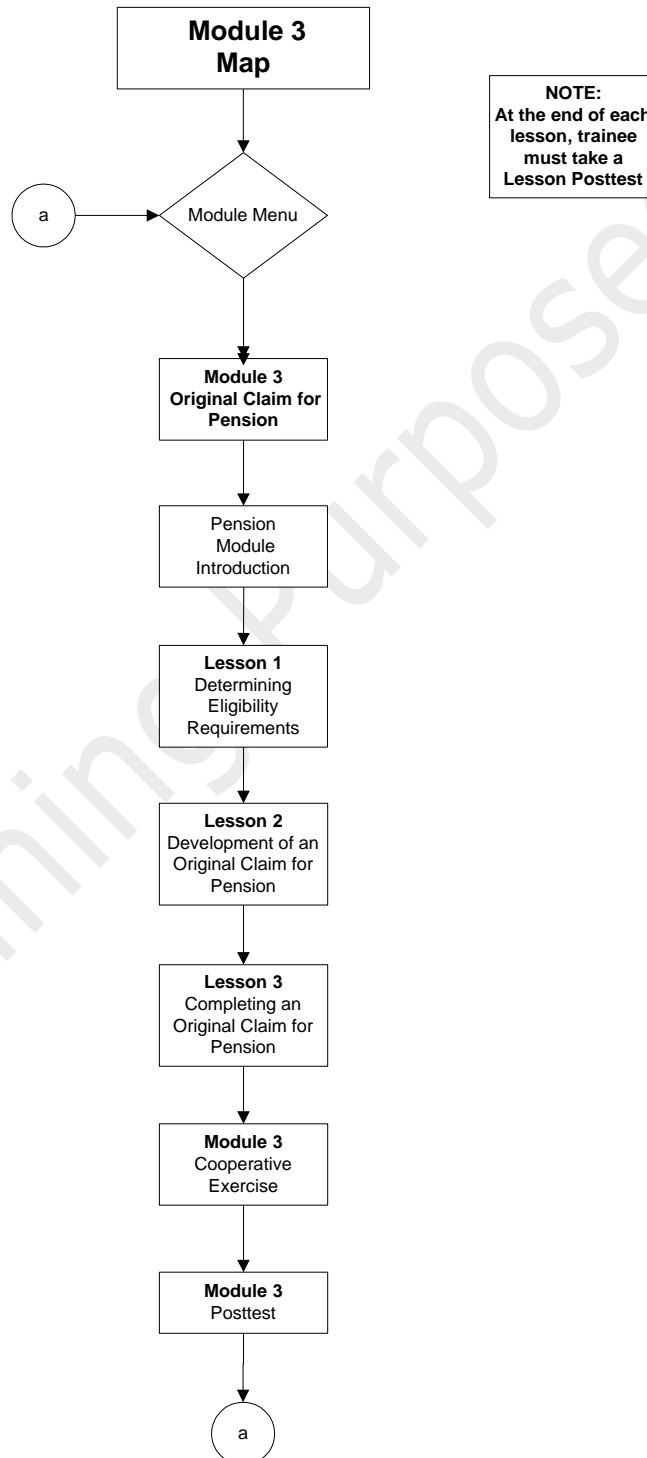 Module 3
Map
NOTE:
At the end of each
lesson, trainee
must take a
Lesson Posttest
a
Module Menu
Module 3
Original Claim for
Pension
Pension
Module
Introduction
Lesson 1
Determining
Eligibility
Requirements
Lesson 2
Development of an
Original Claim for
Pension
Lesson 3
Completing an
Original Claim for
Pension
Module 3
Cooperative
Exercise
Module 3
Posttest
a